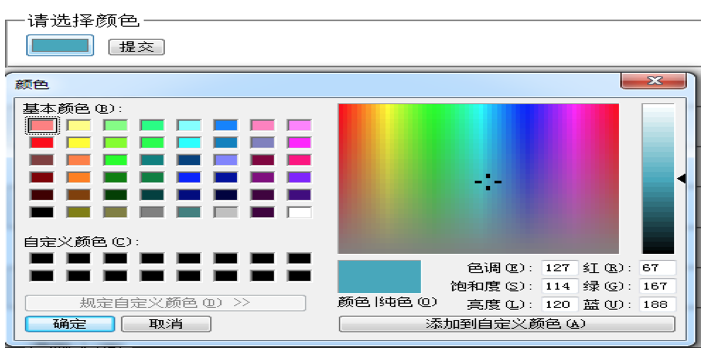 请选择颜色
提交
颜色
基本颜色(B):
自定义颜色(C):
规定自定义颜色(D) >>
确定 取消
颜色|纯色(O)
色调(E): 127 红(R): 67
饱和度(S): 114 绿(G): 167
亮度(L): 120 蓝(U): 188
添加到自定义颜色(A)